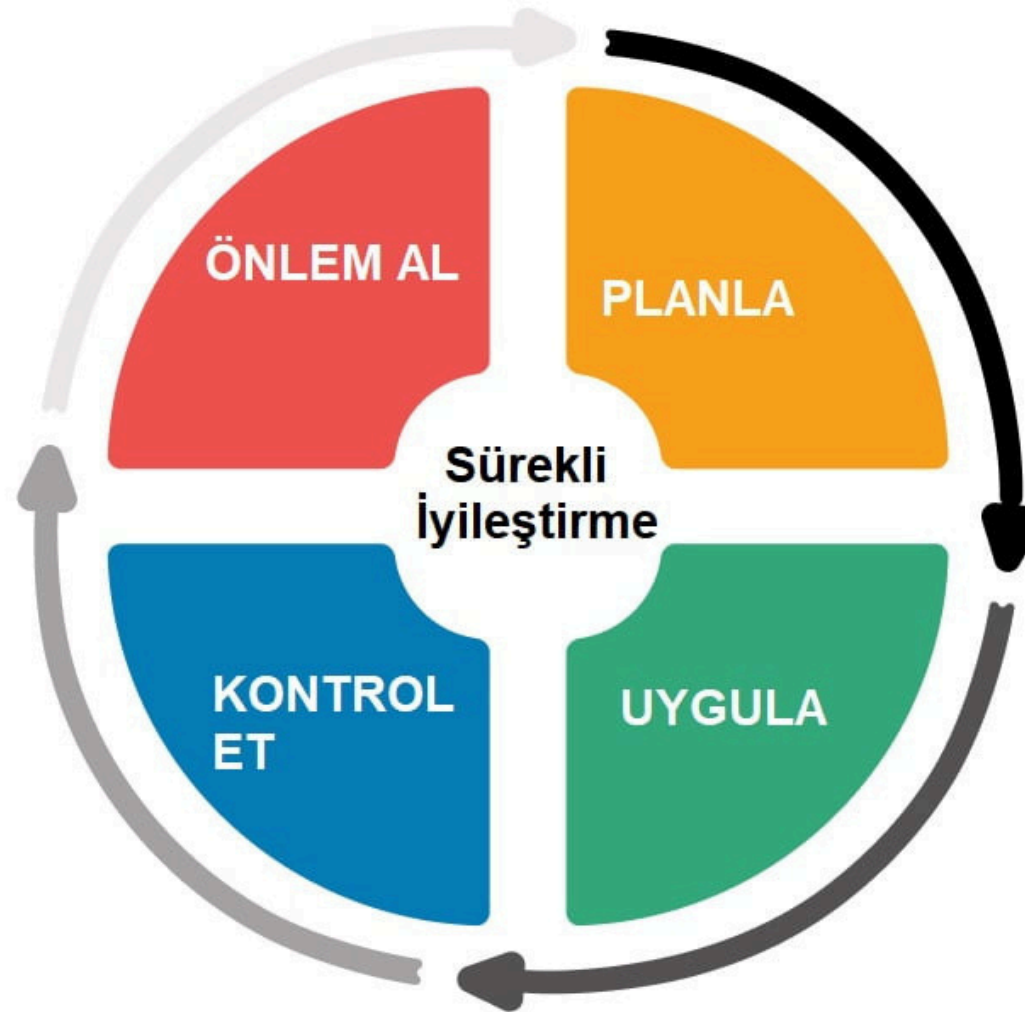 ÖNLEM AL
PLANLA
Sürekli
İyileştirme
KONTROL
ET
UYGULA